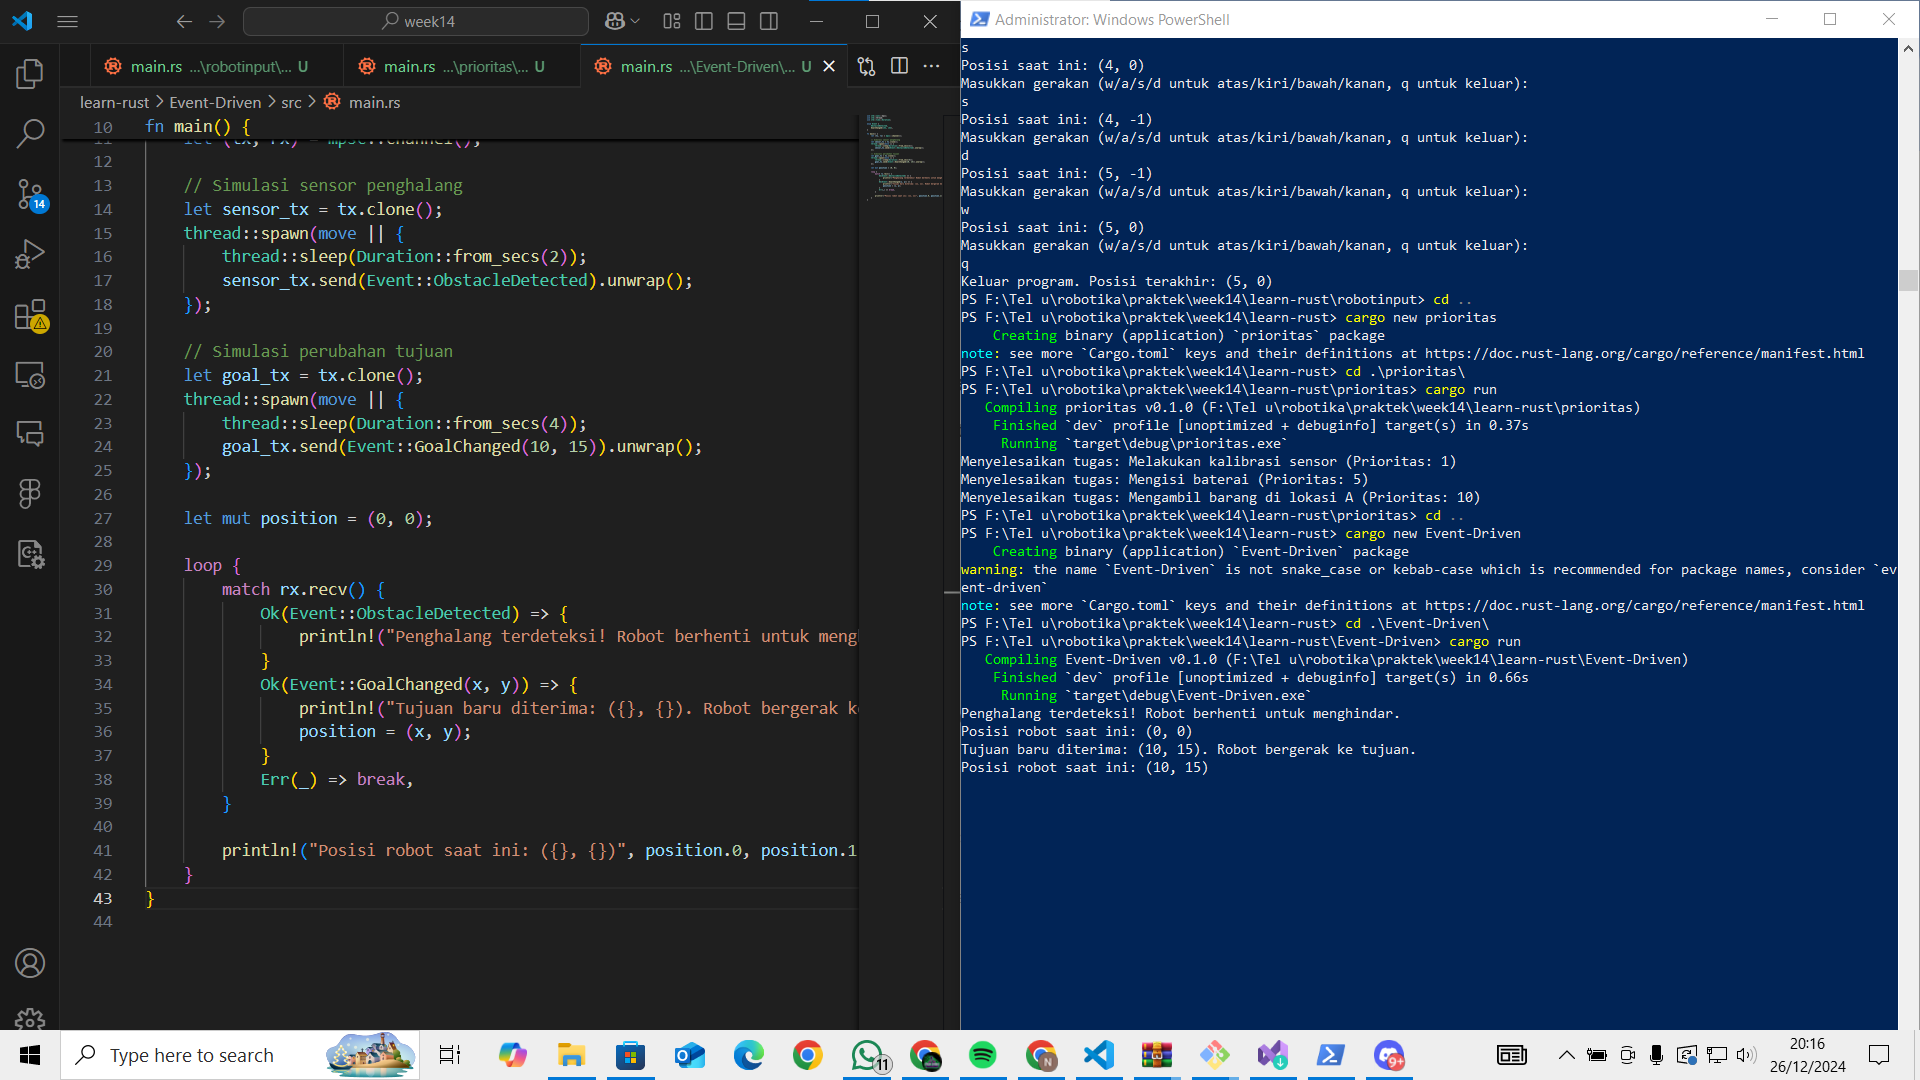 week14
main.rs ...\robotinput\... U
main.rs ...\prioritas\... U
main.rs ...\Event-Driven\... U
learn-rust > Event-Driven > src > main.rs
10 fn main() {
11 let (tx, rx) = mpsc::channel();
12
13 // Simulasi sensor penghalang
14 let sensor_tx = tx.clone();
15 thread::spawn(move || {
16 thread::sleep(Duration::from_secs(2));
17 sensor_tx.send(Event::ObstacleDetected).unwrap();
18 });
19
20 // Simulasi perubahan tujuan
21 let goal_tx = tx.clone();
22 thread::spawn(move || {
23 thread::sleep(Duration::from_secs(4));
24 goal_tx.send(Event::GoalChanged(10, 15)).unwrap();
25 });
26
27 let mut position = (0, 0);
28
29 loop {
30 match rx.recv() {
31 Ok(Event::ObstacleDetected) => {
32 println!("Penghalang terdeteksi! Robot berhenti untuk meng
33 }
34 Ok(Event::GoalChanged(x, y)) => {
35 println!("Tujuan baru diterima: ({}, {}). Robot bergerak k
36 position = (x, y);
37 }
38 Err(_) => break,
39 }
40
41 println!("Posisi robot saat ini: ({}, {})", position.0, position.1
42 }
43 }
44
14
Administrator: Windows PowerShell
s
Posisi saat ini: (4, 0)
Masukkan gerakan (w/a/s/d untuk atas/kiri/bawah/kanan, q untuk keluar):
s
Posisi saat ini: (4, -1)
Masukkan gerakan (w/a/s/d untuk atas/kiri/bawah/kanan, q untuk keluar):
d
Posisi saat ini: (5, -1)
Masukkan gerakan (w/a/s/d untuk atas/kiri/bawah/kanan, q untuk keluar):
w
Posisi saat ini: (5, 0)
Masukkan gerakan (w/a/s/d untuk atas/kiri/bawah/kanan, q untuk keluar):
q
Keluar program. Posisi terakhir: (5, 0)
PS F:\Tel u\robotika\praktek\week14\learn-rust\robotinput> cd ..
PS F:\Tel u\robotika\praktek\week14\learn-rust> cargo new prioritas
Creating binary (application) `prioritas` package
note: see more `Cargo.toml` keys and their definitions at https://doc.rust-lang.org/cargo/reference/manifest.html
PS F:\Tel u\robotika\praktek\week14\learn-rust> cd .\prioritas\
PS F:\Tel u\robotika\praktek\week14\learn-rust\prioritas> cargo run
Compiling prioritas v0.1.0 (F:\Tel u\robotika\praktek\week14\learn-rust\prioritas)
Finished `dev` profile [unoptimized + debuginfo] target(s) in 0.37s
Running `target\debug\prioritas.exe`
Menyelesaikan tugas: Melakukan kalibrasi sensor (Prioritas: 1)
Menyelesaikan tugas: Mengisi baterai (Prioritas: 5)
Menyelesaikan tugas: Mengambil barang di lokasi A (Prioritas: 10)
PS F:\Tel u\robotika\praktek\week14\learn-rust\prioritas> cd ..
PS F:\Tel u\robotika\praktek\week14\learn-rust> cargo new Event-Driven
Creating binary (application) `Event-Driven` package
warning: the name `Event-Driven` is not snake_case or kebab-case which is recommended for package names, consider `ev
ent-driven`
note: see more `Cargo.toml` keys and their definitions at https://doc.rust-lang.org/cargo/reference/manifest.html
PS F:\Tel u\robotika\praktek\week14\learn-rust> cd .\Event-Driven\
PS F:\Tel u\robotika\praktek\week14\learn-rust\Event-Driven> cargo run
Compiling Event-Driven v0.1.0 (F:\Tel u\robotika\praktek\week14\learn-rust\Event-Driven)
Finished `dev` profile [unoptimized + debuginfo] target(s) in 0.66s
Running `target\debug\Event-Driven.exe`
Penghalang terdeteksi! Robot berhenti untuk menghindar.
Posisi robot saat ini: (0, 0)
Tujuan baru diterima: (10, 15). Robot bergerak ke tujuan.
Posisi robot saat ini: (10, 15)
Type here to search
11
N
9+
20:16
26/12/2024